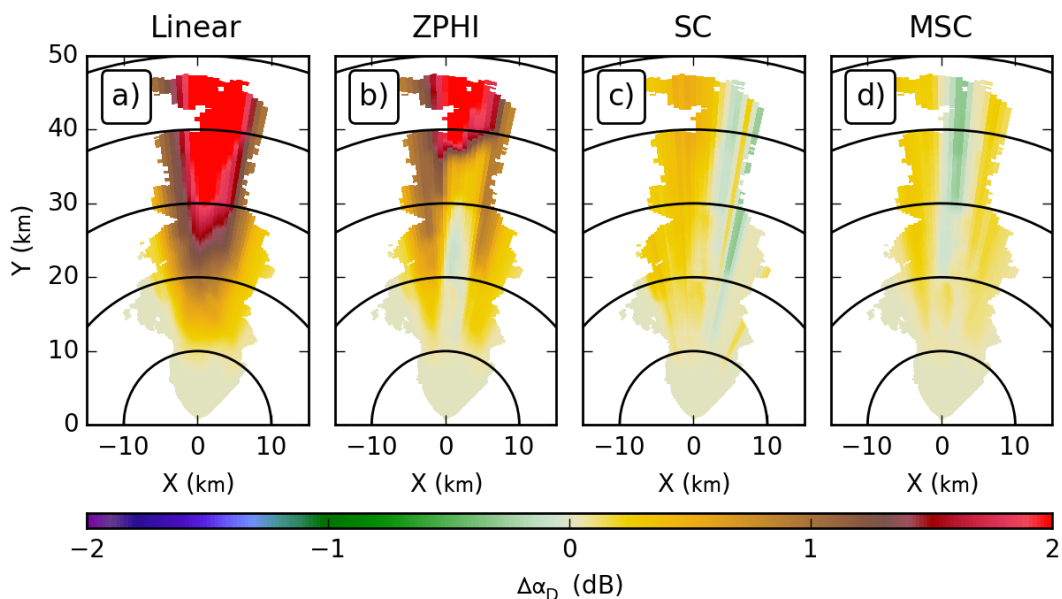 Linear ZPHI SC MSC
50
a) b) c) d)
40
30
Y (km)
20
10
0
−10 0 10 −10 0 10 −10 0 10 −10 0 10
X (km) X (km) X (km) X (km)
−2 −1 0 1 2
Δα_D (dB)